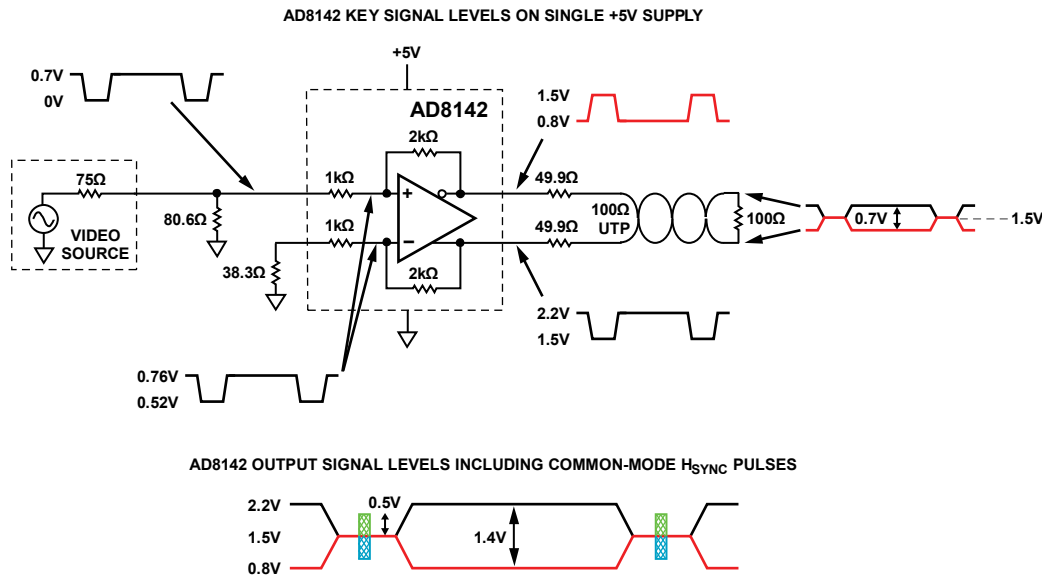 AD8142 KEY SIGNAL LEVELS ON SINGLE +5V SUPPLY
+5V
0.7V
0V
AD8142
1.5V
0.8V
2kΩ
75Ω
1kΩ
49.9Ω
80.6Ω
+
100Ω
UTP
100Ω
0.7V
1.5V
VIDEO
SOURCE
1kΩ
–
49.9Ω
38.3Ω
2kΩ
2.2V
1.5V
0.76V
0.52V
AD8142 OUTPUT SIGNAL LEVELS INCLUDING COMMON-MODE HSYNC PULSES
2.2V
0.5V
1.5V
1.4V
0.8V